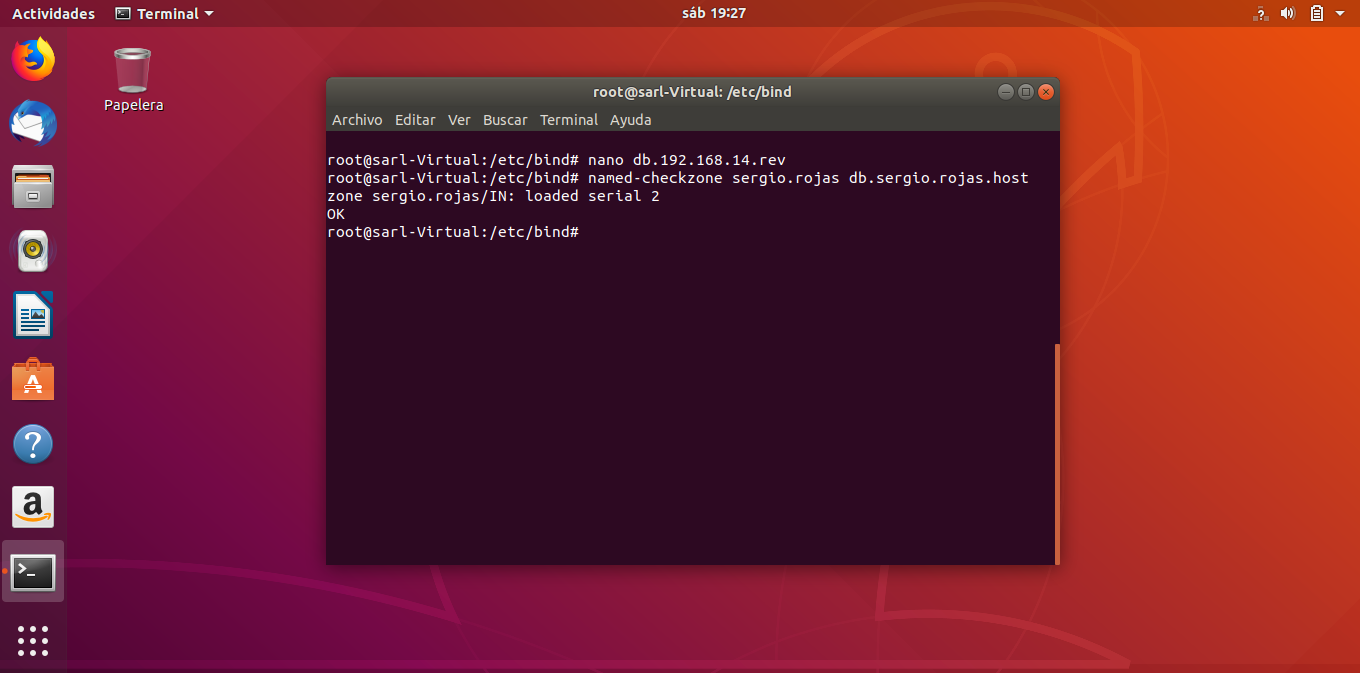 Actividades Terminal sáb 19:27 ?
Papelera
root@sarl-Virtual: /etc/bind
Archivo Editar Ver Buscar Terminal Ayuda
root@sarl-Virtual:/etc/bind# nano db.192.168.14.rev
root@sarl-Virtual:/etc/bind# named-checkzone sergio.rojas db.sergio.rojas.host
zone sergio.rojas/IN: loaded serial 2
OK
root@sarl-Virtual:/etc/bind#
A
?
a
>_